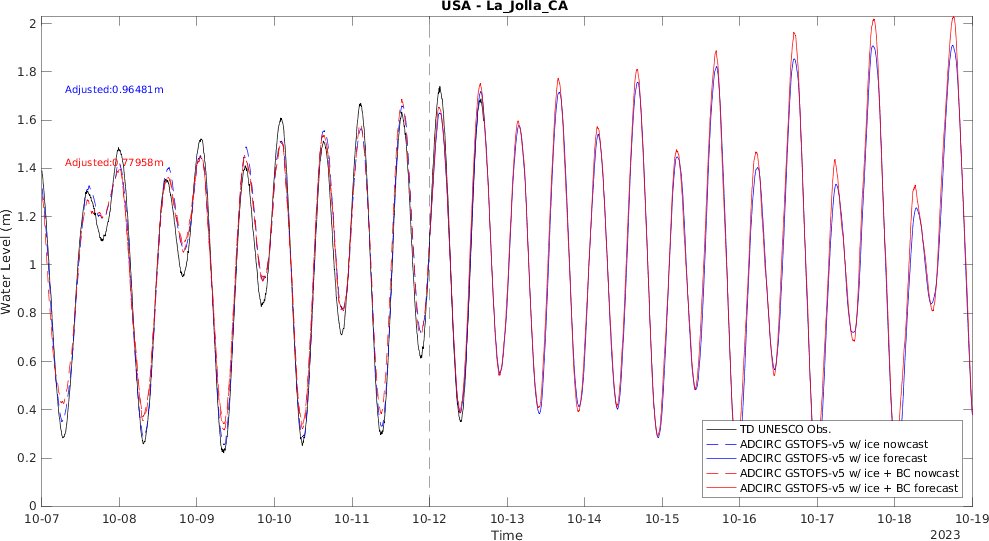 USA - La_Jolla_CA
2
1.8
1.6
1.4
1.2
1
0.8
0.6
0.4
0.2
0
Water Level (m)
Adjusted:0.96481m
Adjusted:0.77958m
TD UNESCO Obs.
ADCIRC GSTOFS-v5 w/ ice nowcast
ADCIRC GSTOFS-v5 w/ ice forecast
ADCIRC GSTOFS-v5 w/ ice + BC nowcast
ADCIRC GSTOFS-v5 w/ ice + BC forecast
10-07 10-08 10-09 10-10 10-11 10-12 10-13 10-14 10-15 10-16 10-17 10-18 10-19
Time
2023